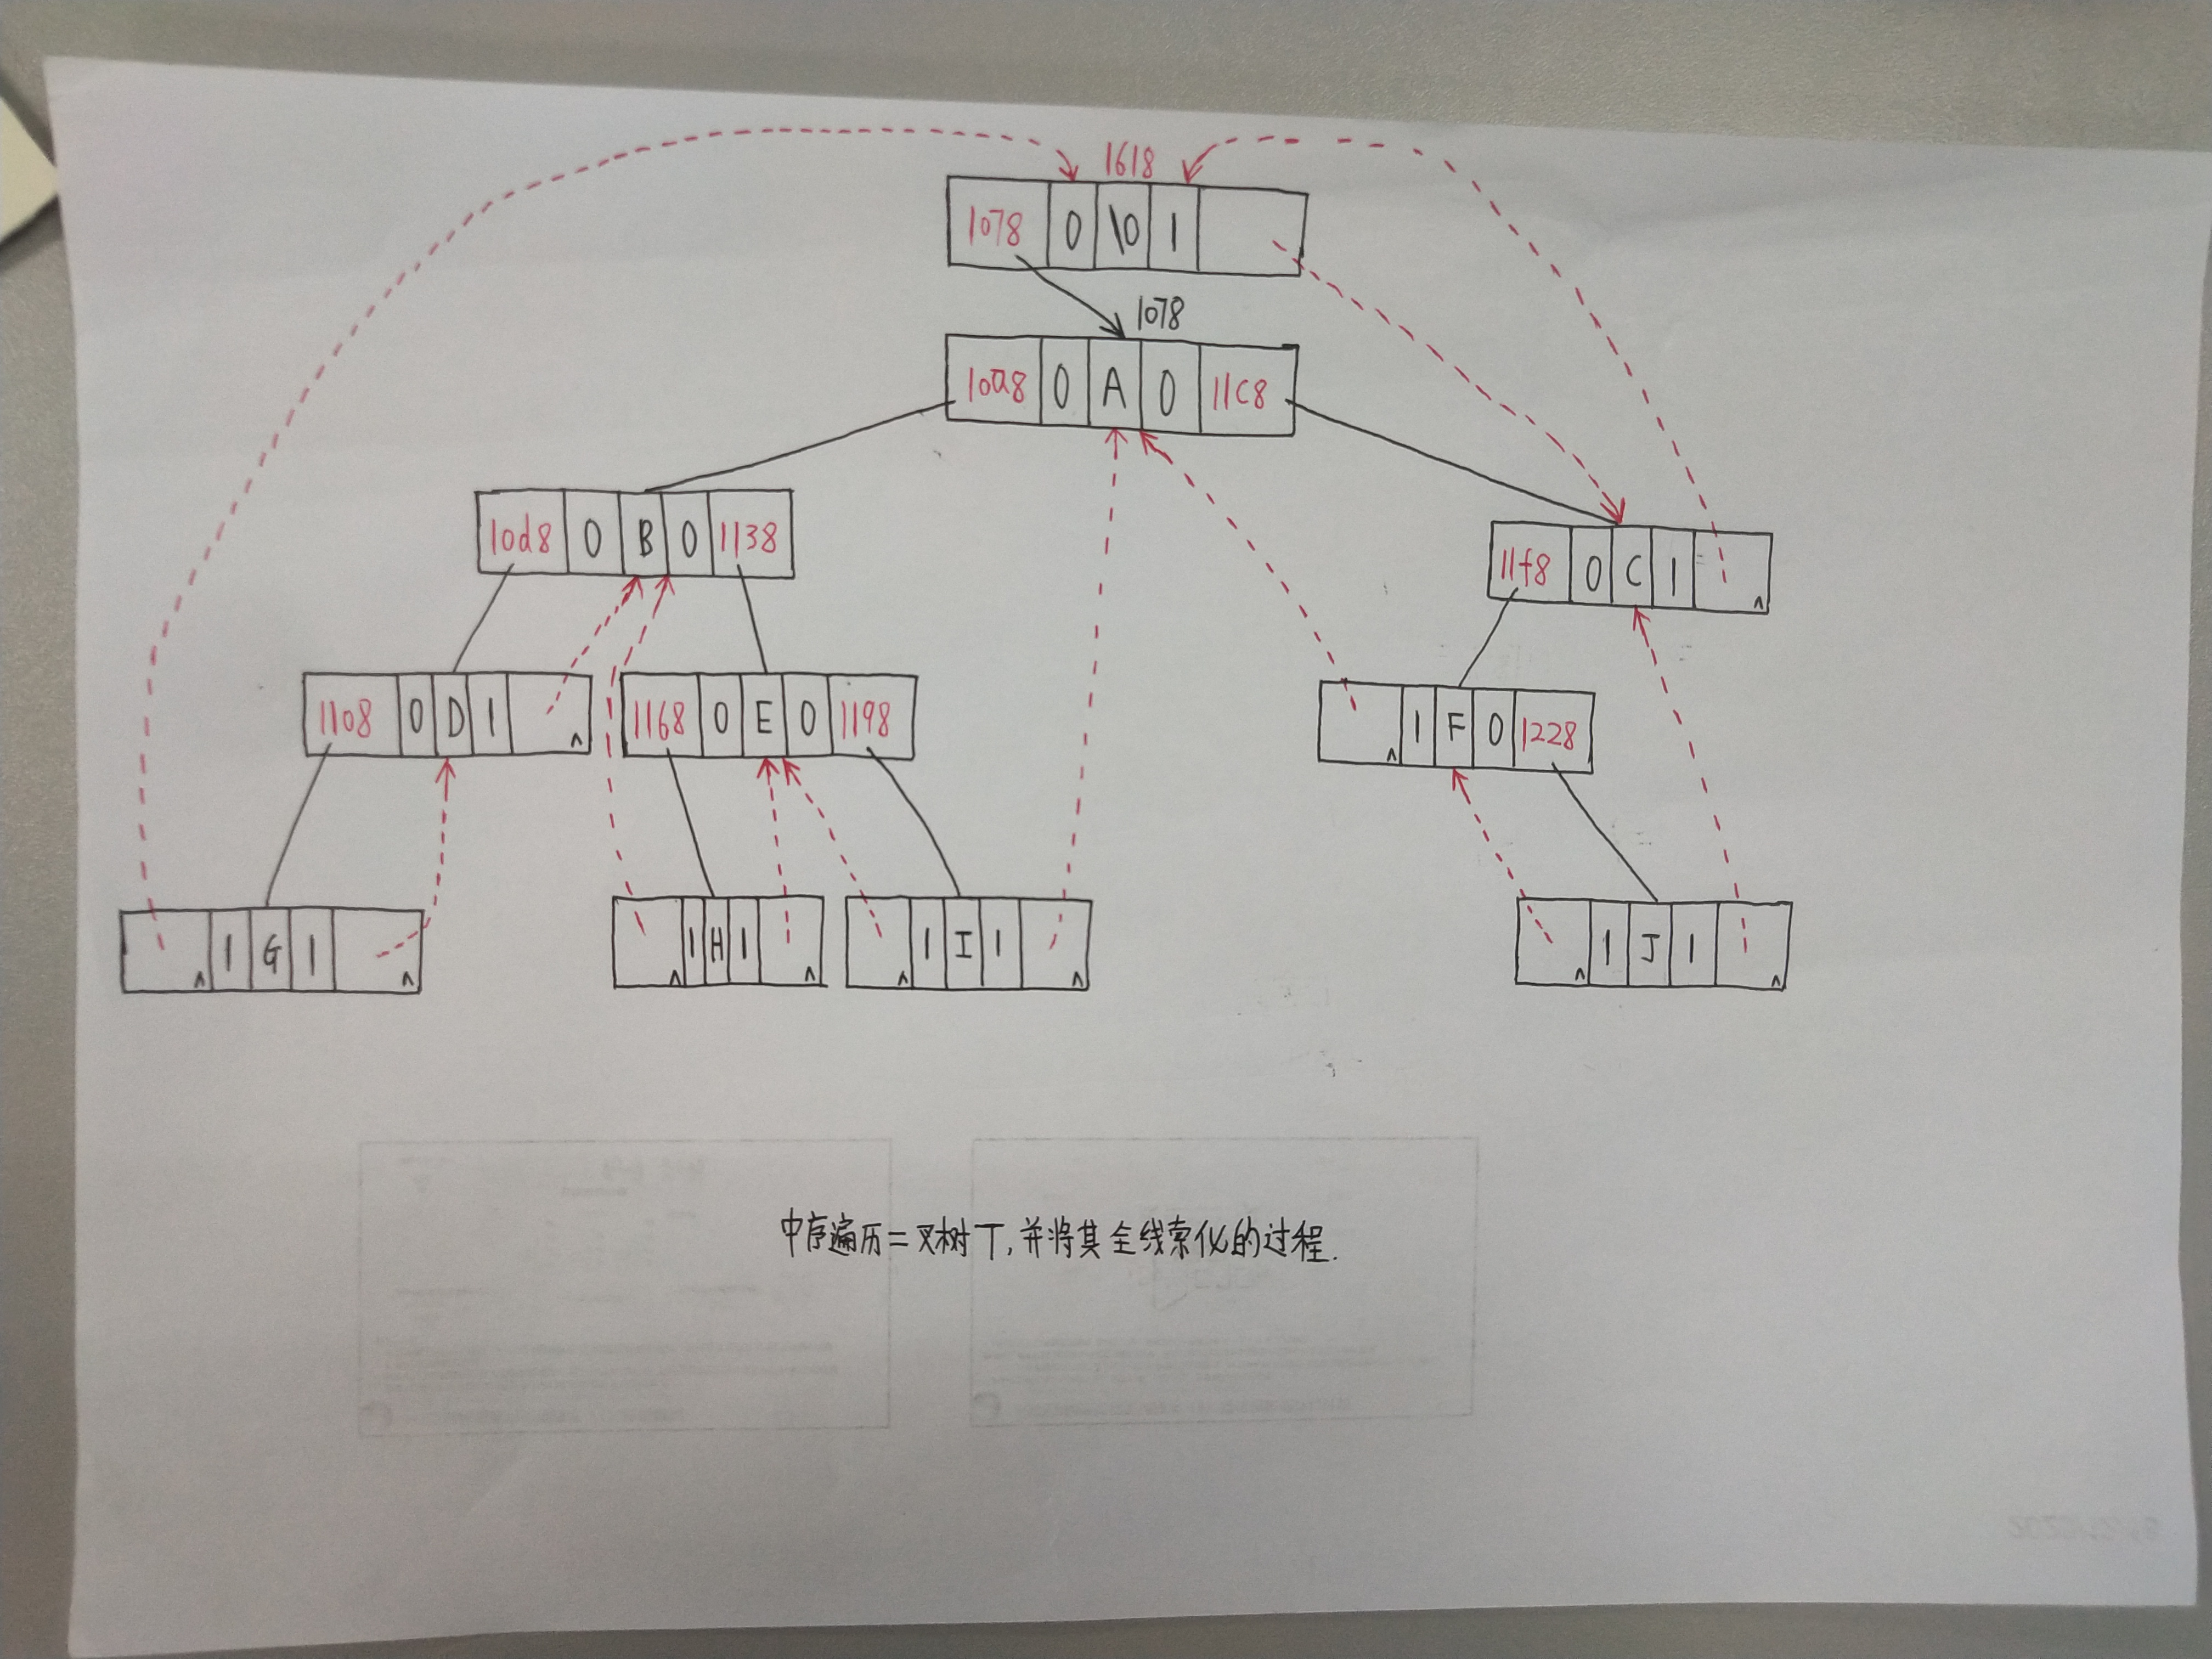 1618
1078 0 \0 1
1078
10a8 0 A 0 11c8
10d8 0 B 0 1138
11f8 0 C 1 ^
1108 0 D 1 ^
1168 0 E 0 1198
^ 1 F 0 1228
^ 1 G 1 ^
^ 1 H 1 ^
^ 1 I 1 ^
^ 1 J 1 ^
中序遍历二叉树T,并将其全线索化的过程.